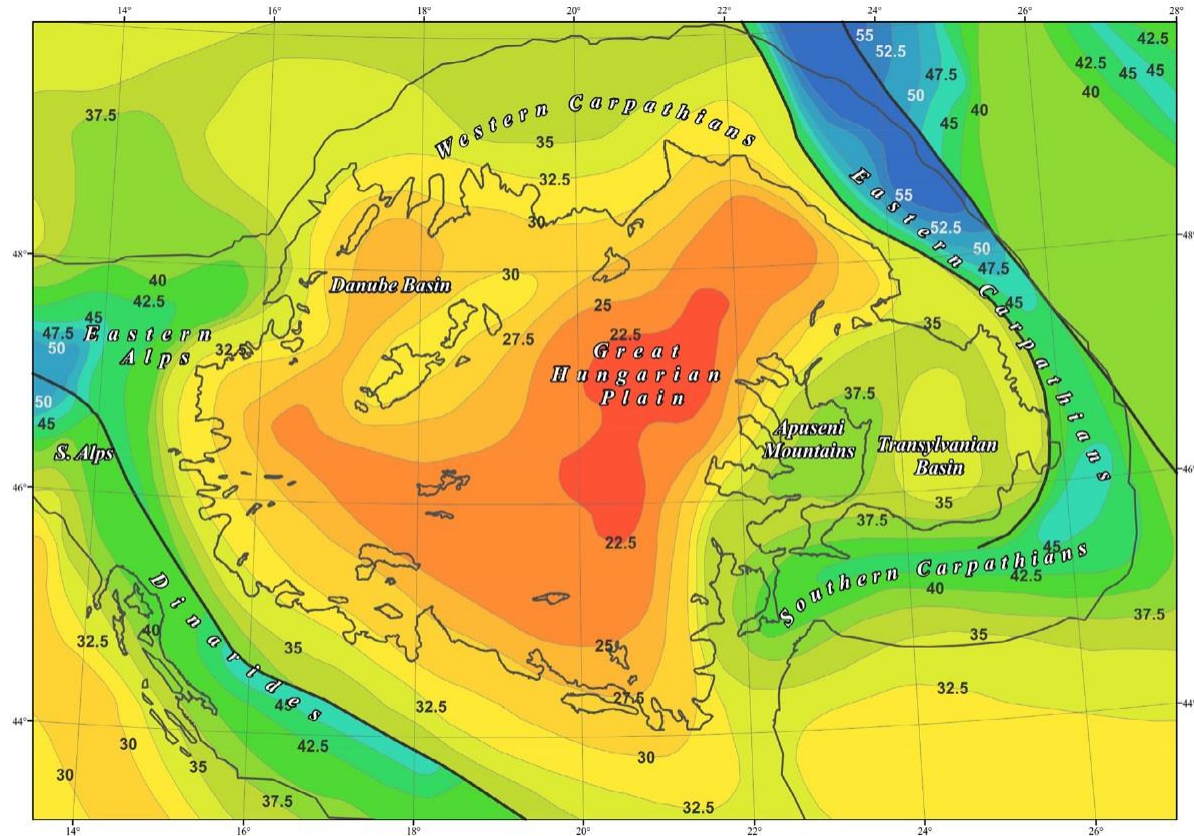 14° 16° 18° 20° 22° 24° 26° 28°
55 42.5
52.5 42.5 45 45
47.5
50 40 40
37.5 45
Western Carpathians
35
32.5
55
Eastern Carpathians
30 52.5
48° 50 48°
47.5
40 30
Danube Basin
42.5 25 45
45 22.5 35
47.5 Eastern Alps 27.5
50 32.5
Great
Hungarian
Plain
37.5
50
45 Apuseni
Mountains
Transylvanian
Basin
S. Alps
46° 46°
35
37.5
22.5 45
Southern Carpathians
42.5
40
Dinarides
37.5
40
32.5 35 25 35
27.5 32.5
45 32.5
44° 44°
30 42.5 30
35
30
37.5 32.5
14° 16° 18° 20° 22° 24° 26°